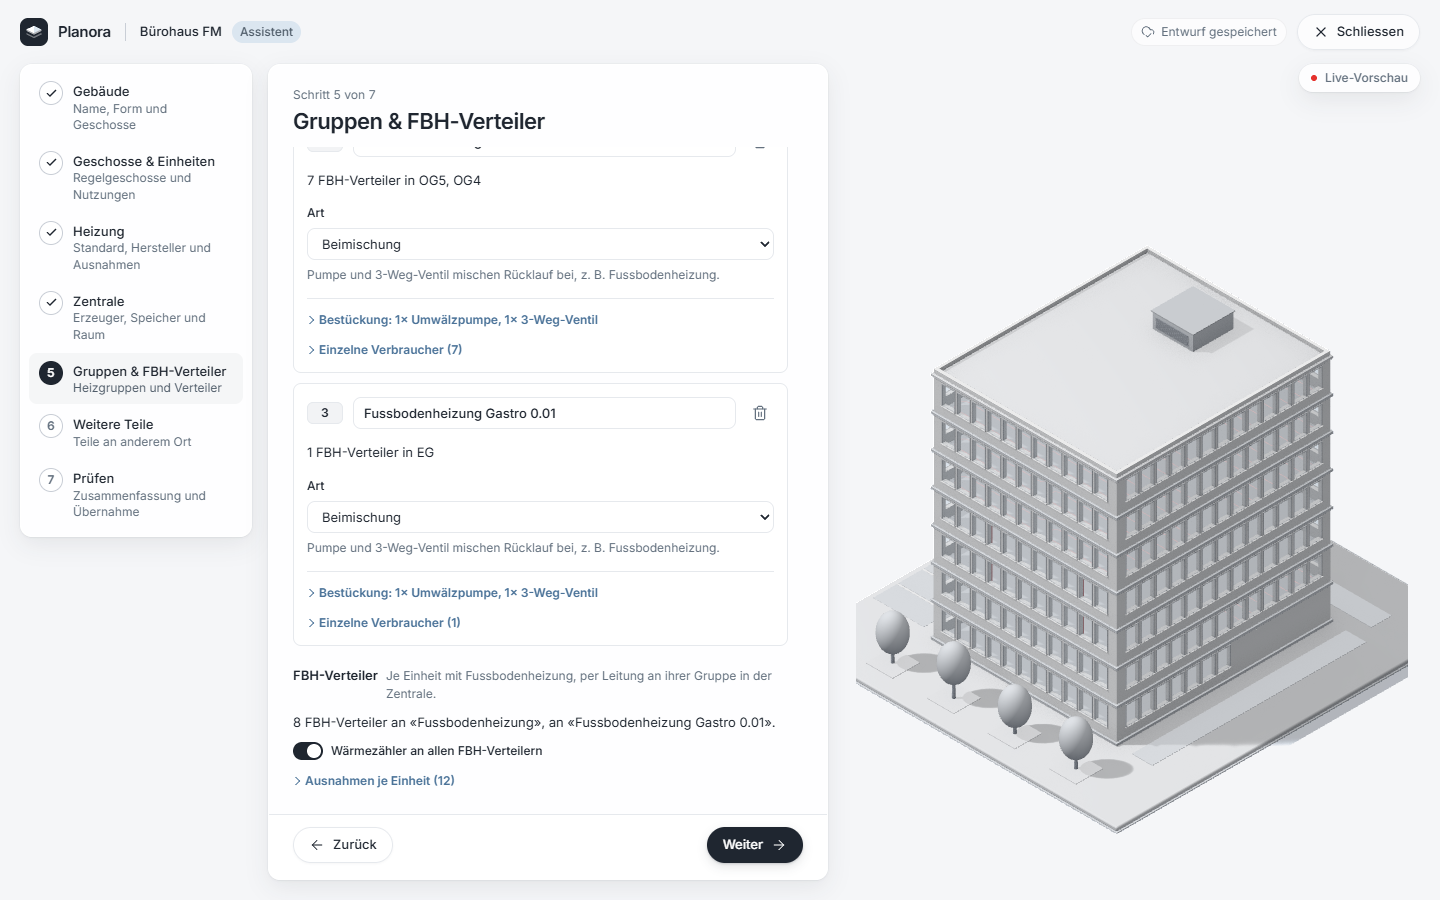 Planora
Bürohaus FM
Assistent
Entwurf gespeichert
Schliessen
Live-Vorschau
Gebäude
Name, Form und
Geschosse
Geschosse & Einheiten
Regelgeschosse und
Nutzungen
Heizung
Standard, Hersteller und
Ausnahmen
Zentrale
Erzeuger, Speicher und
Raum
5
Gruppen & FBH-Verteiler
Heizgruppen und Verteiler
6
Weitere Teile
Teile an anderem Ort
7
Prüfen
Zusammenfassung und
Übernahme
Schritt 5 von 7
Gruppen & FBH-Verteiler
7 FBH-Verteiler in OG5, OG4
Art
Beimischung
Pumpe und 3-Weg-Ventil mischen Rücklauf bei, z. B. Fussbodenheizung.
Bestückung: 1× Umwälzpumpe, 1× 3-Weg-Ventil
Einzelne Verbraucher (7)
3
Fussbodenheizung Gastro 0.01
1 FBH-Verteiler in EG
Art
Beimischung
Pumpe und 3-Weg-Ventil mischen Rücklauf bei, z. B. Fussbodenheizung.
Bestückung: 1× Umwälzpumpe, 1× 3-Weg-Ventil
Einzelne Verbraucher (1)
FBH-Verteiler Je Einheit mit Fussbodenheizung, per Leitung an ihrer Gruppe in der
Zentrale.
8 FBH-Verteiler an «Fussbodenheizung», an «Fussbodenheizung Gastro 0.01».
Wärmezähler an allen FBH-Verteilern
Ausnahmen je Einheit (12)
Zurück
Weiter